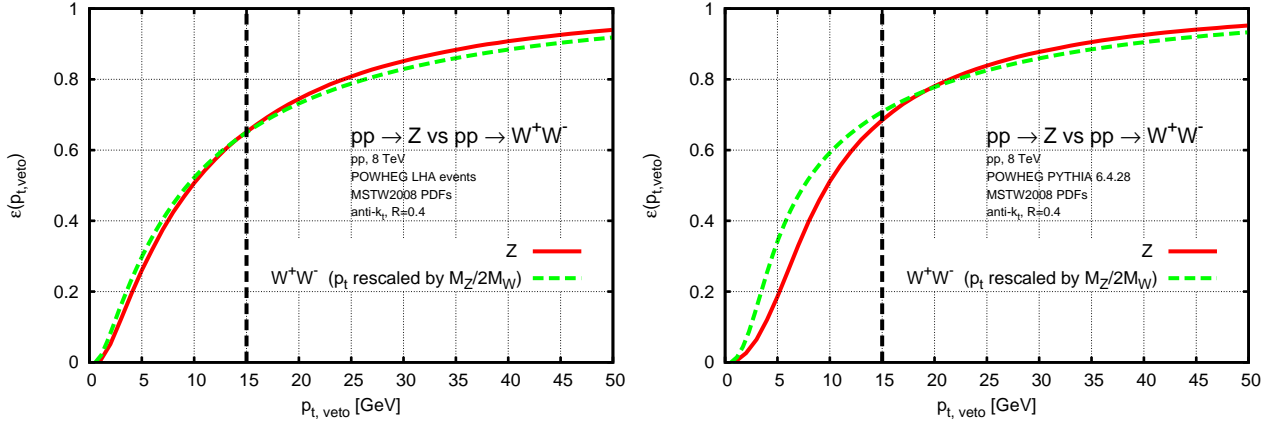 1
0.8
0.6
0.4
0.2
0
ε(p_t,veto)
pp → Z vs pp → W⁺W⁻
pp, 8 TeV
POWHEG LHA events
MSTW2008 PDFs
anti-k_t, R=0.4
Z
W⁺W⁻ (p_t rescaled by M_Z/2M_W)
0 5 10 15 20 25 30 35 40 45 50
p_t, veto [GeV]
1
0.8
0.6
0.4
0.2
0
ε(p_t,veto)
pp → Z vs pp → W⁺W⁻
pp, 8 TeV
POWHEG PYTHIA 6.4.28
MSTW2008 PDFs
anti-k_t, R=0.4
Z
W⁺W⁻ (p_t rescaled by M_Z/2M_W)
0 5 10 15 20 25 30 35 40 45 50
p_t, veto [GeV]